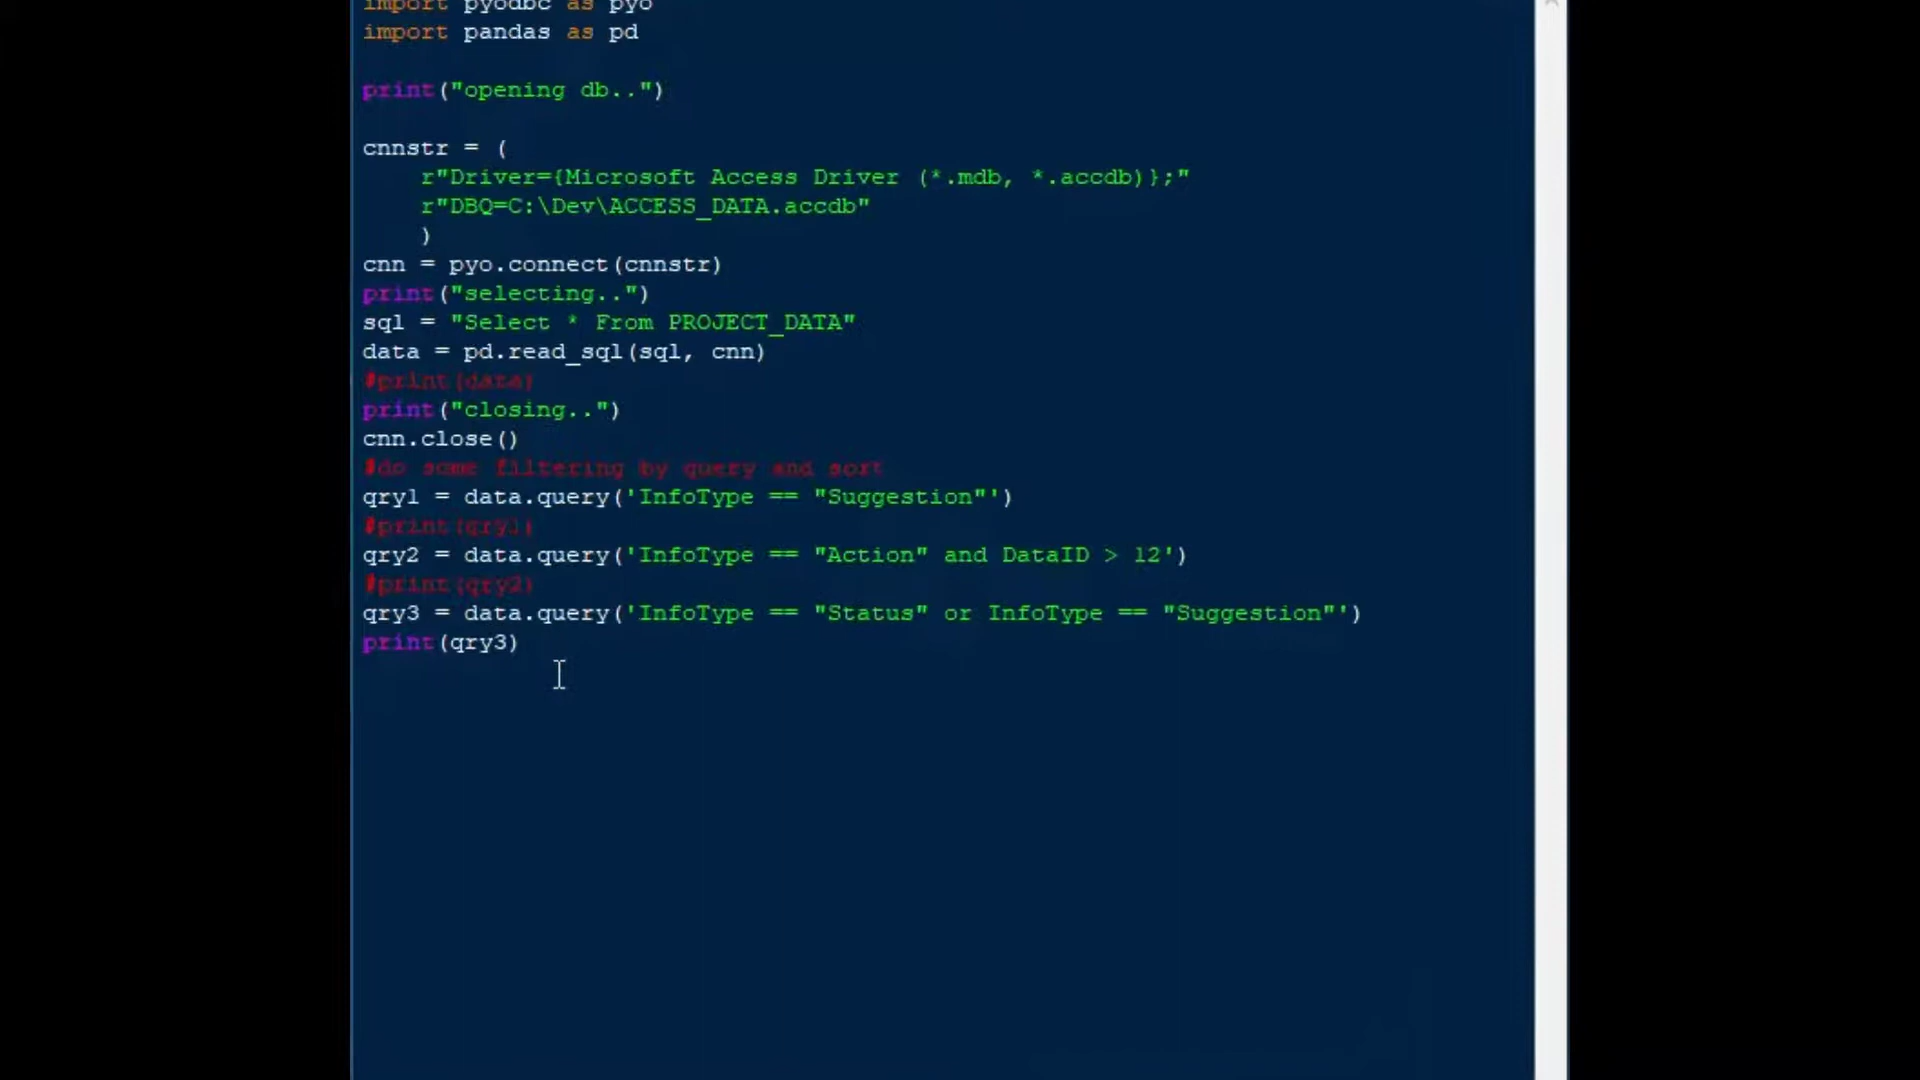 import pyodbc as pyo
import pandas as pd
print("opening db..")
cnnstr = (
r"Driver={Microsoft Access Driver (*.mdb, *.accdb)};"
r"DBQ=C:\Dev\ACCESS_DATA.accdb"
)
cnn = pyo.connect(cnnstr)
print("selecting..")
sql = "Select * From PROJECT_DATA"
data = pd.read_sql(sql, cnn)
#print(data)
print("closing..")
cnn.close()
#do some filtering by query and sort
qry1 = data.query('InfoType == "Suggestion"')
#print(qry1)
qry2 = data.query('InfoType == "Action" and DataID > 12')
#print(qry2)
qry3 = data.query('InfoType == "Status" or InfoType == "Suggestion"')
print(qry3)